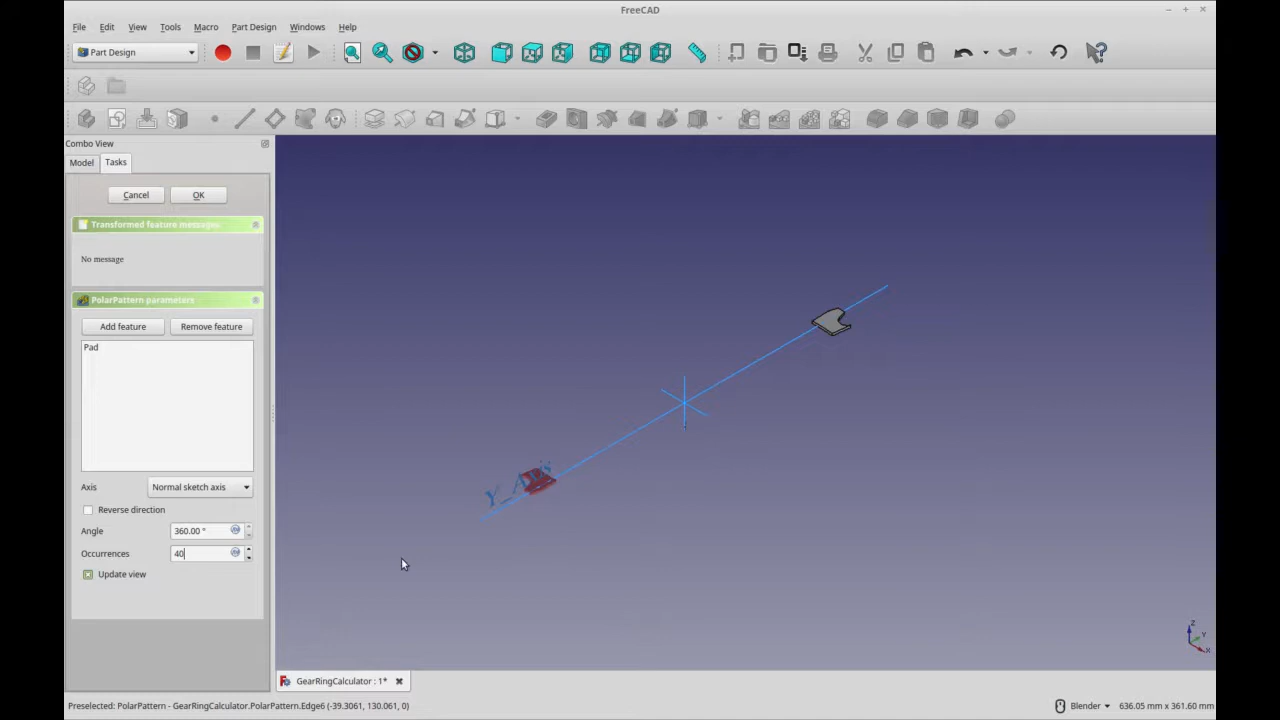 FreeCAD
File Edit View Tools Macro Part Design Windows Help
Part Design
Combo View
Model Tasks
Cancel OK
Transformed feature messages
No message
PolarPattern parameters
Add feature Remove feature
Pad
Axis Normal sketch axis
Reverse direction
Angle 360.00 °
Occurrences 40
Update view
Z
Y
X
GearRingCalculator : 1*
Preselected: PolarPattern - GearRingCalculator.PolarPattern.Edge6 (-39.3061, 130.061, 0) Blender 636.05 mm x 361.60 mm